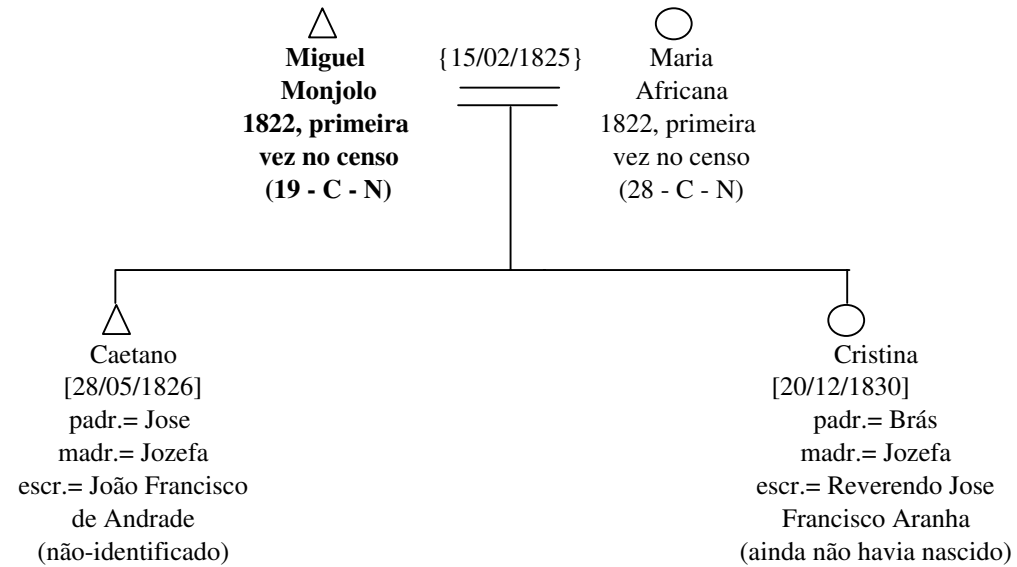 Miguel
Monjolo
1822, primeira
vez no censo
(19 - C - N)
{15/02/1825}
Maria
Africana
1822, primeira
vez no censo
(28 - C - N)
Caetano
[28/05/1826]
padr.= Jose
madr.= Jozefa
escr.= João Francisco
de Andrade
(não-identificado)
Cristina
[20/12/1830]
padr.= Brás
madr.= Jozefa
escr.= Reverendo Jose
Francisco Aranha
(ainda não havia nascido)